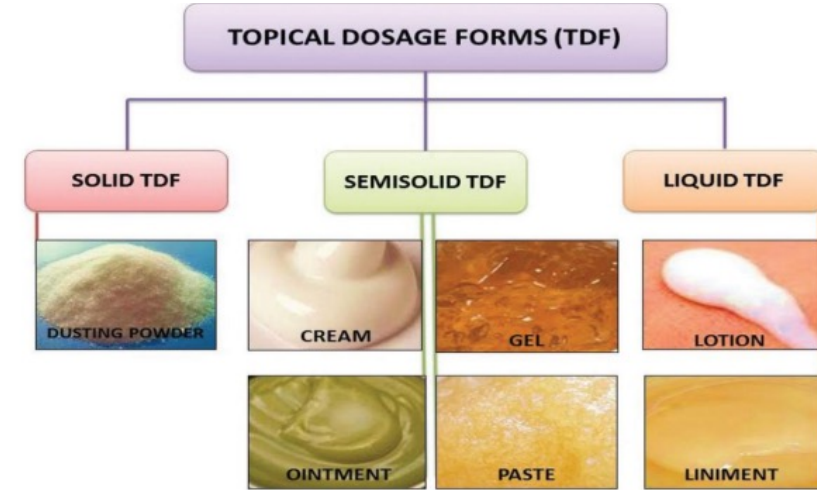 TOPICAL DOSAGE FORMS (TDF)
SOLID TDF
SEMISOLID TDF
LIQUID TDF
DUSTING POWDER
CREAM
GEL
LOTION
OINTMENT
PASTE
LINIMENT